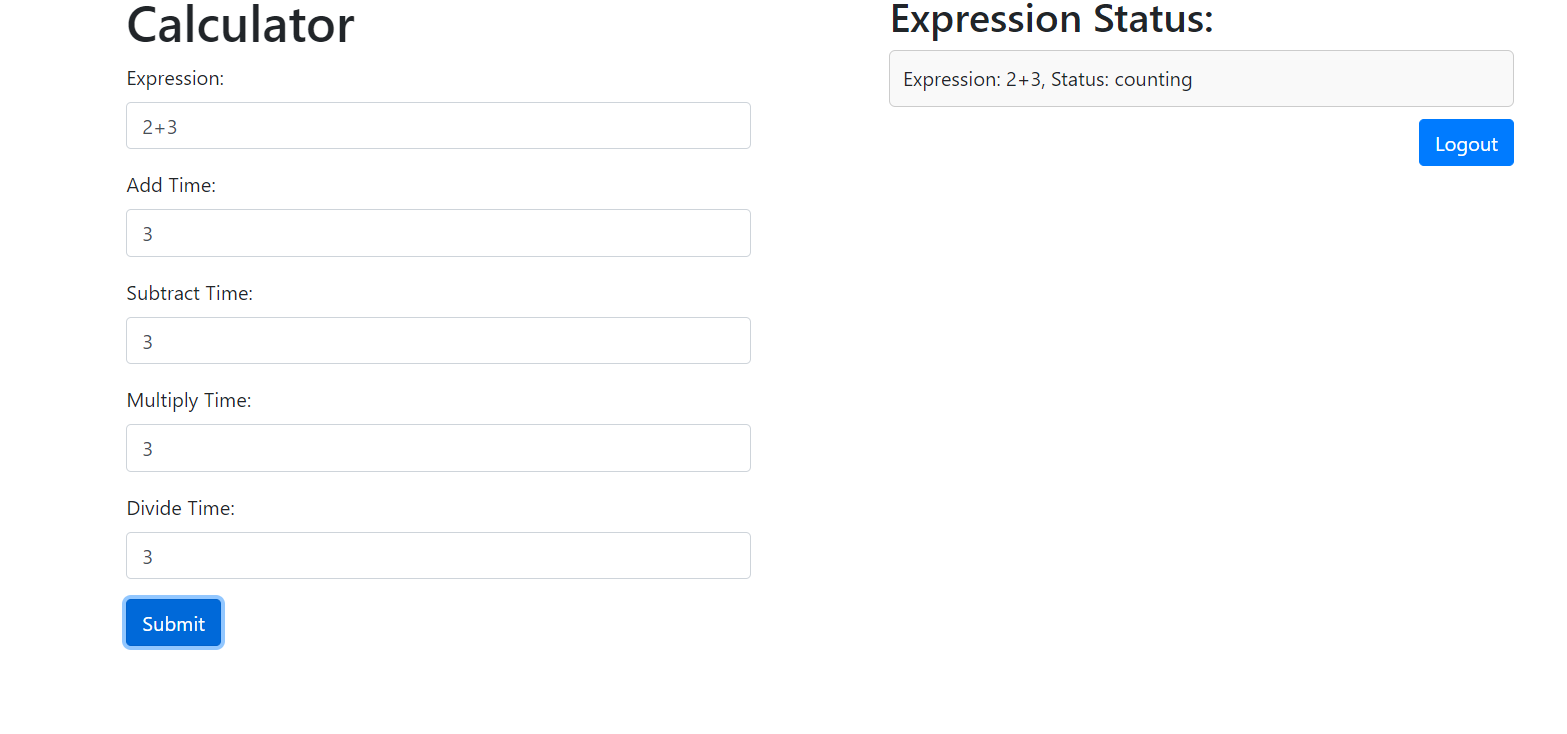 Calculator
Expression:
2+3
Add Time:
3
Subtract Time:
3
Multiply Time:
3
Divide Time:
3
Submit
Expression Status:
Expression: 2+3, Status: counting
Logout